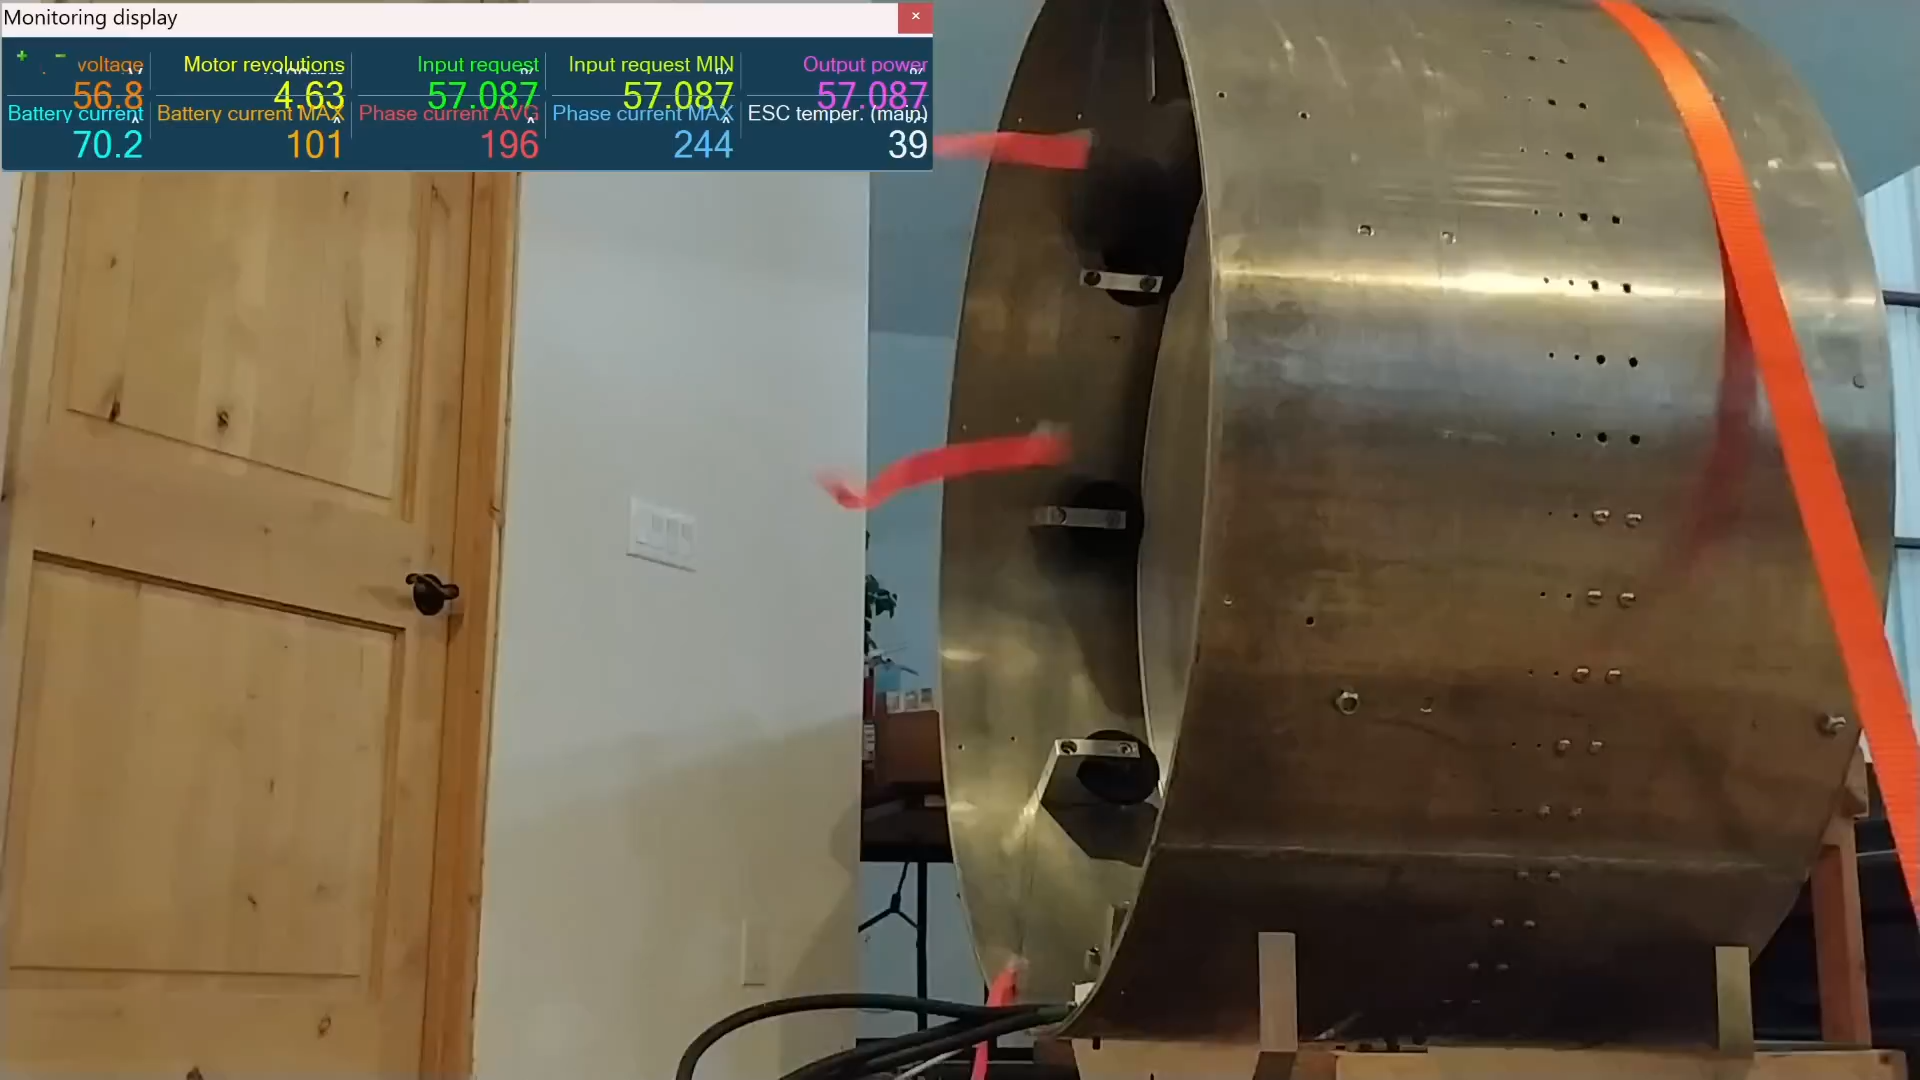 Monitoring display
voltage Motor revolutions Input request Input request MIN Output power
56.8 4.63 57.087 57.087 57.087
Battery current Battery current MAX Phase current AVG Phase current MAX ESC temper. (main)
70.2 101 196 244 39